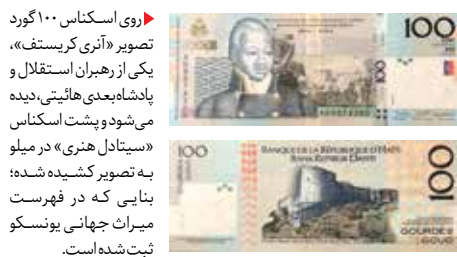 روی اسکناس ۱۰۰ گورد
تصویر «آنری کریستف»،
یکی از رهبران استقلال و
پادشاه بعدی هائیتی، دیده
می‌شود و پشت اسکناس
«سیتادل هنری» در میلو
به تصویر کشیده شده؛
بنایی که در فهرست
میراث جهانی یونسکو
ثبت شده است.
100
100
100
BANQUE DE LA RÉPUBLIQUE D'HAÏTI
100
GOURDES
GOUD